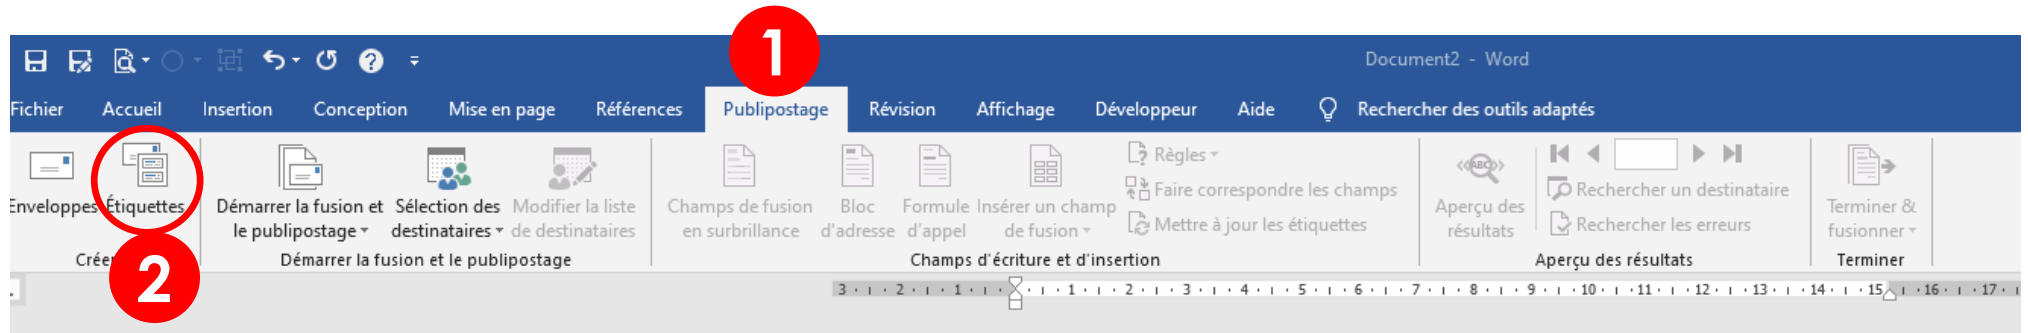 1
Document2 - Word
Fichier Accueil Insertion Conception Mise en page Références Publipostage Révision Affichage Développeur Aide Rechercher des outils adaptés
Enveloppes Étiquettes
Démarrer la fusion et le publipostage
Sélection des destinataires
Modifier la liste de destinataires
Champs de fusion en surbrillance
Bloc d'adresse
Formule d'appel
Insérer un champ de fusion
Règles
Faire correspondre les champs
Mettre à jour les étiquettes
ABC
Aperçu des résultats
Rechercher un destinataire
Rechercher les erreurs
Terminer & fusionner
Démarrer la fusion et le publipostage
Champs d'écriture et d'insertion
Aperçu des résultats
Terminer
2
3 2 1 1 2 3 4 5 6 7 8 9 10 11 12 13 14 15 16 17